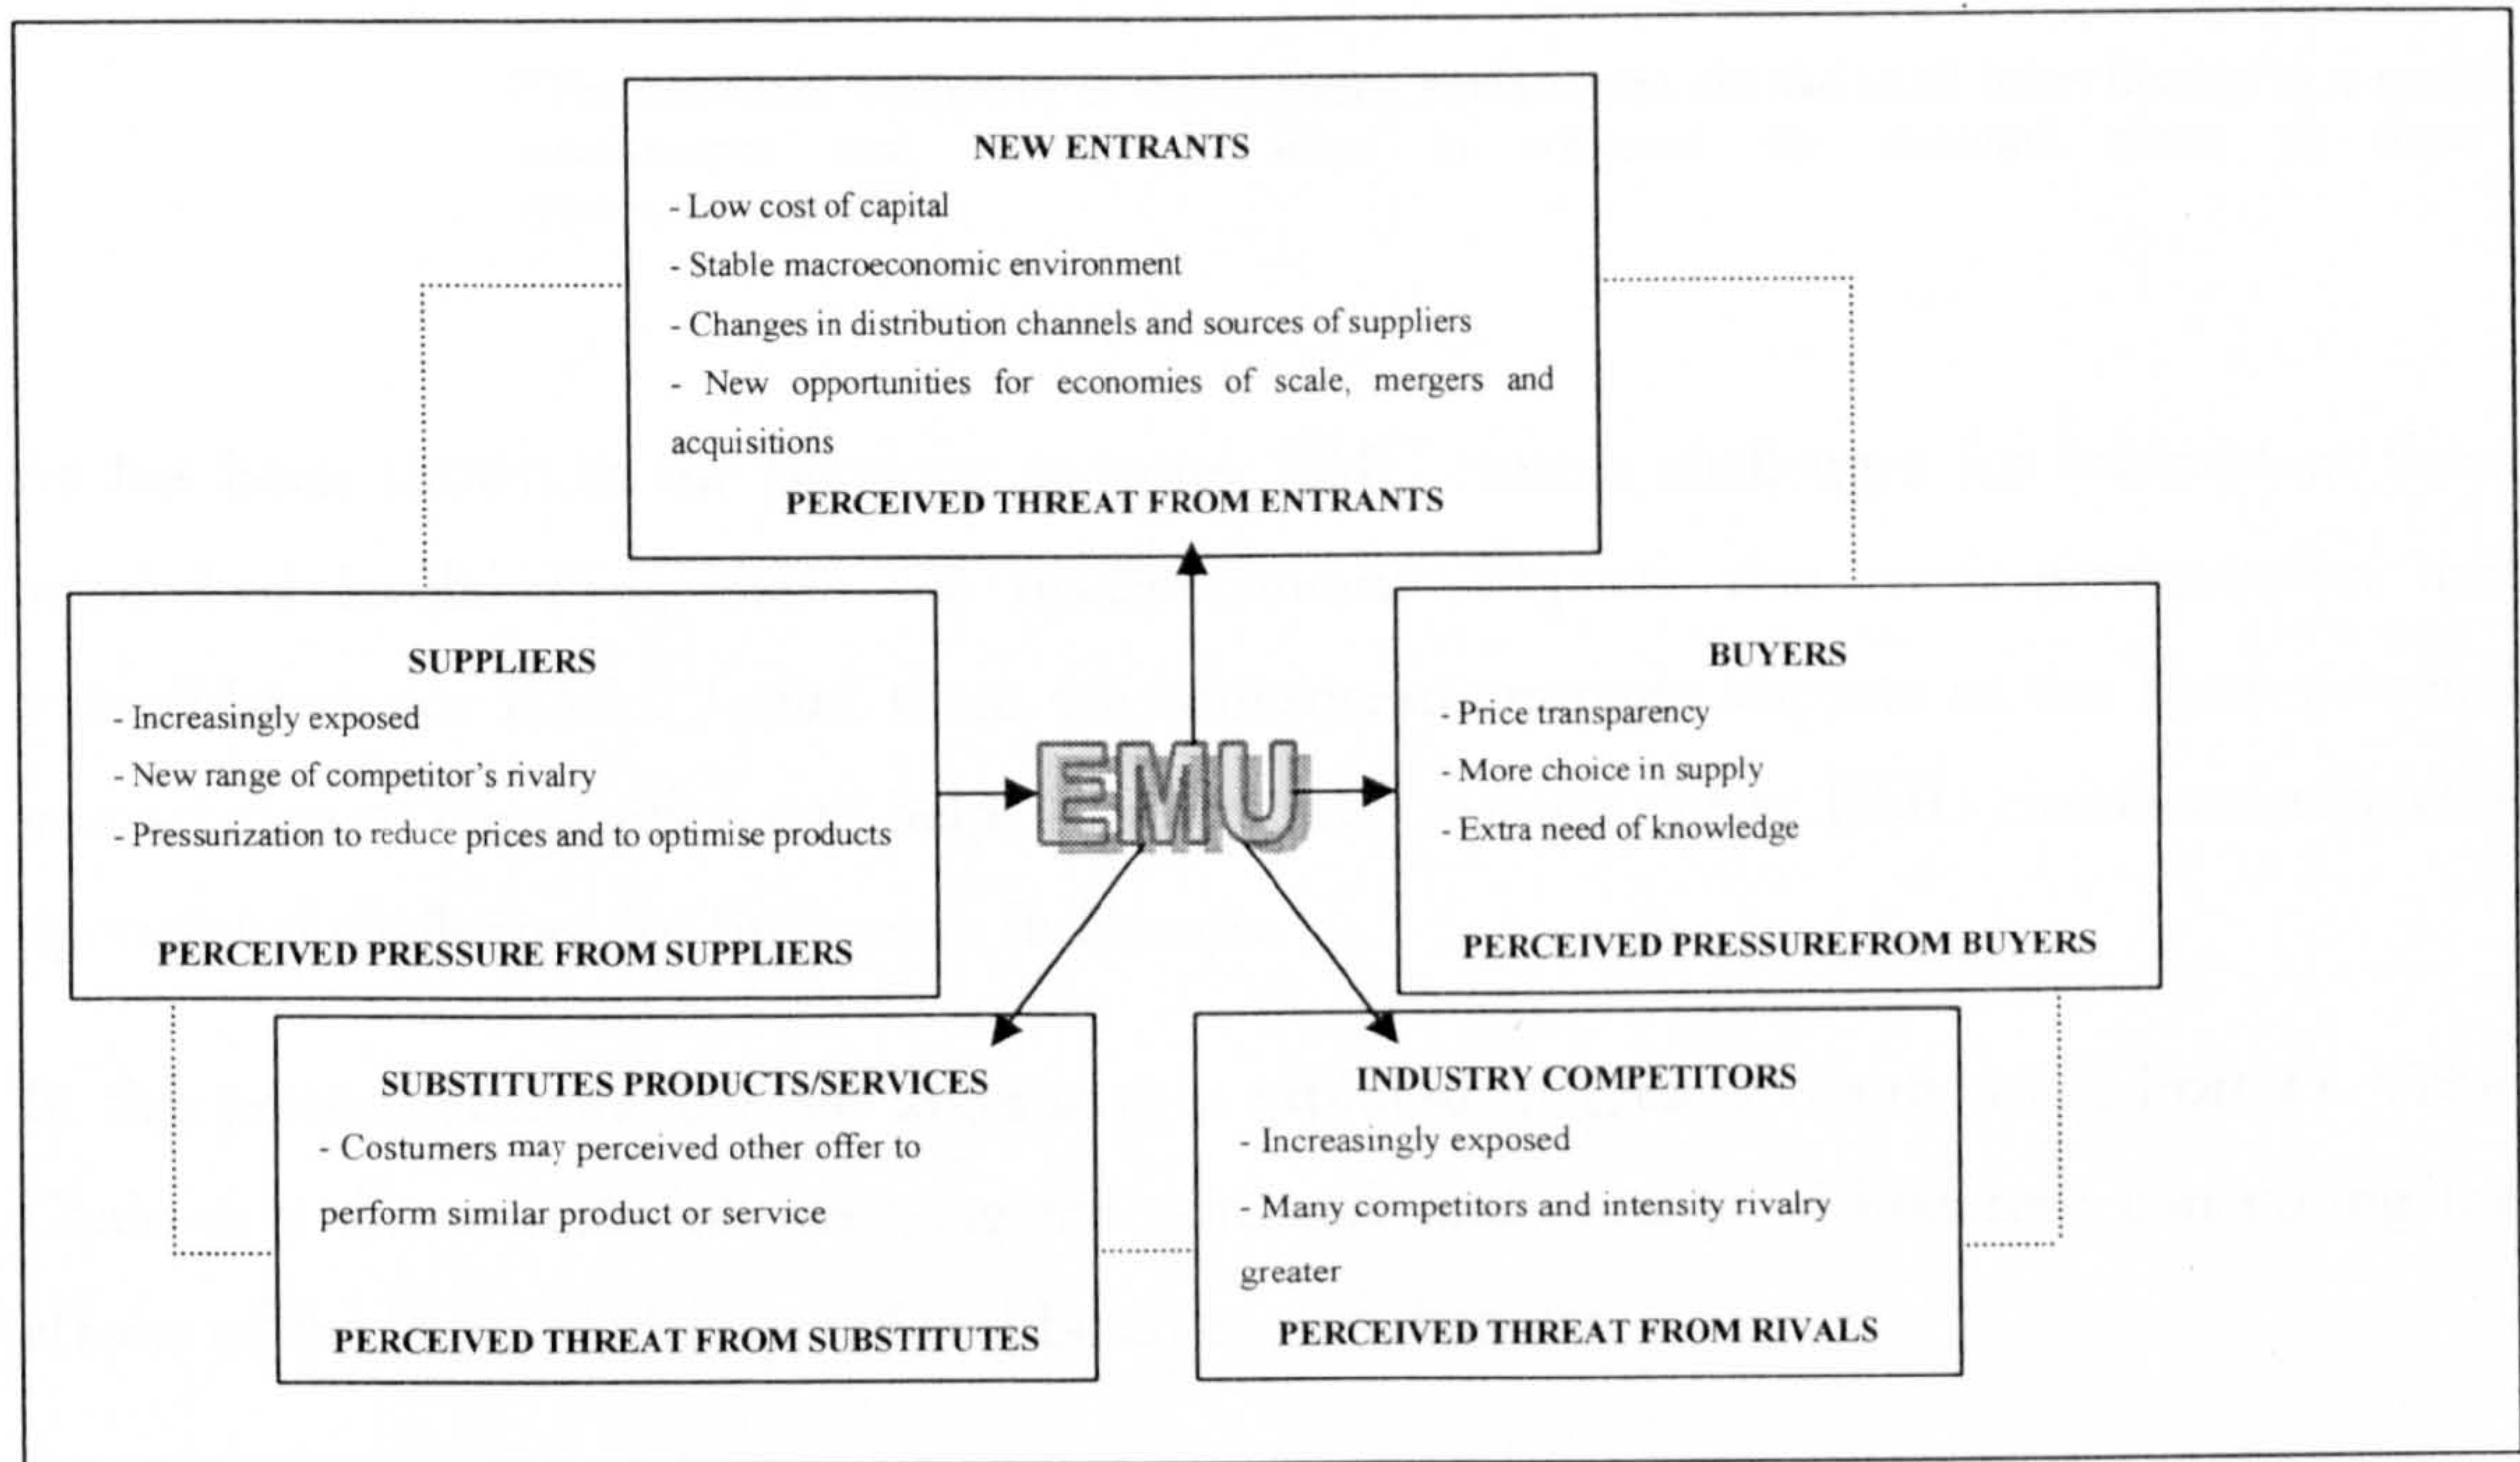 NEW ENTRANTS
- Low cost of capital
- Stable macroeconomic environment
- Changes in distribution channels and sources of suppliers
- New opportunities for economies of scale, mergers and
acquisitions
PERCEIVED THREAT FROM ENTRANTS
SUPPLIERS
- Increasingly exposed
- New range of competitor's rivalry
- Pressurization to reduce prices and to optimise products
PERCEIVED PRESSURE FROM SUPPLIERS
EMU
BUYERS
- Price transparency
- More choice in supply
- Extra need of knowledge
PERCEIVED PRESSUREFROM BUYERS
SUBSTITUTES PRODUCTS/SERVICES
- Costumers may perceived other offer to
perform similar product or service
PERCEIVED THREAT FROM SUBSTITUTES
INDUSTRY COMPETITORS
- Increasingly exposed
- Many competitors and intensity rivalry
greater
PERCEIVED THREAT FROM RIVALS